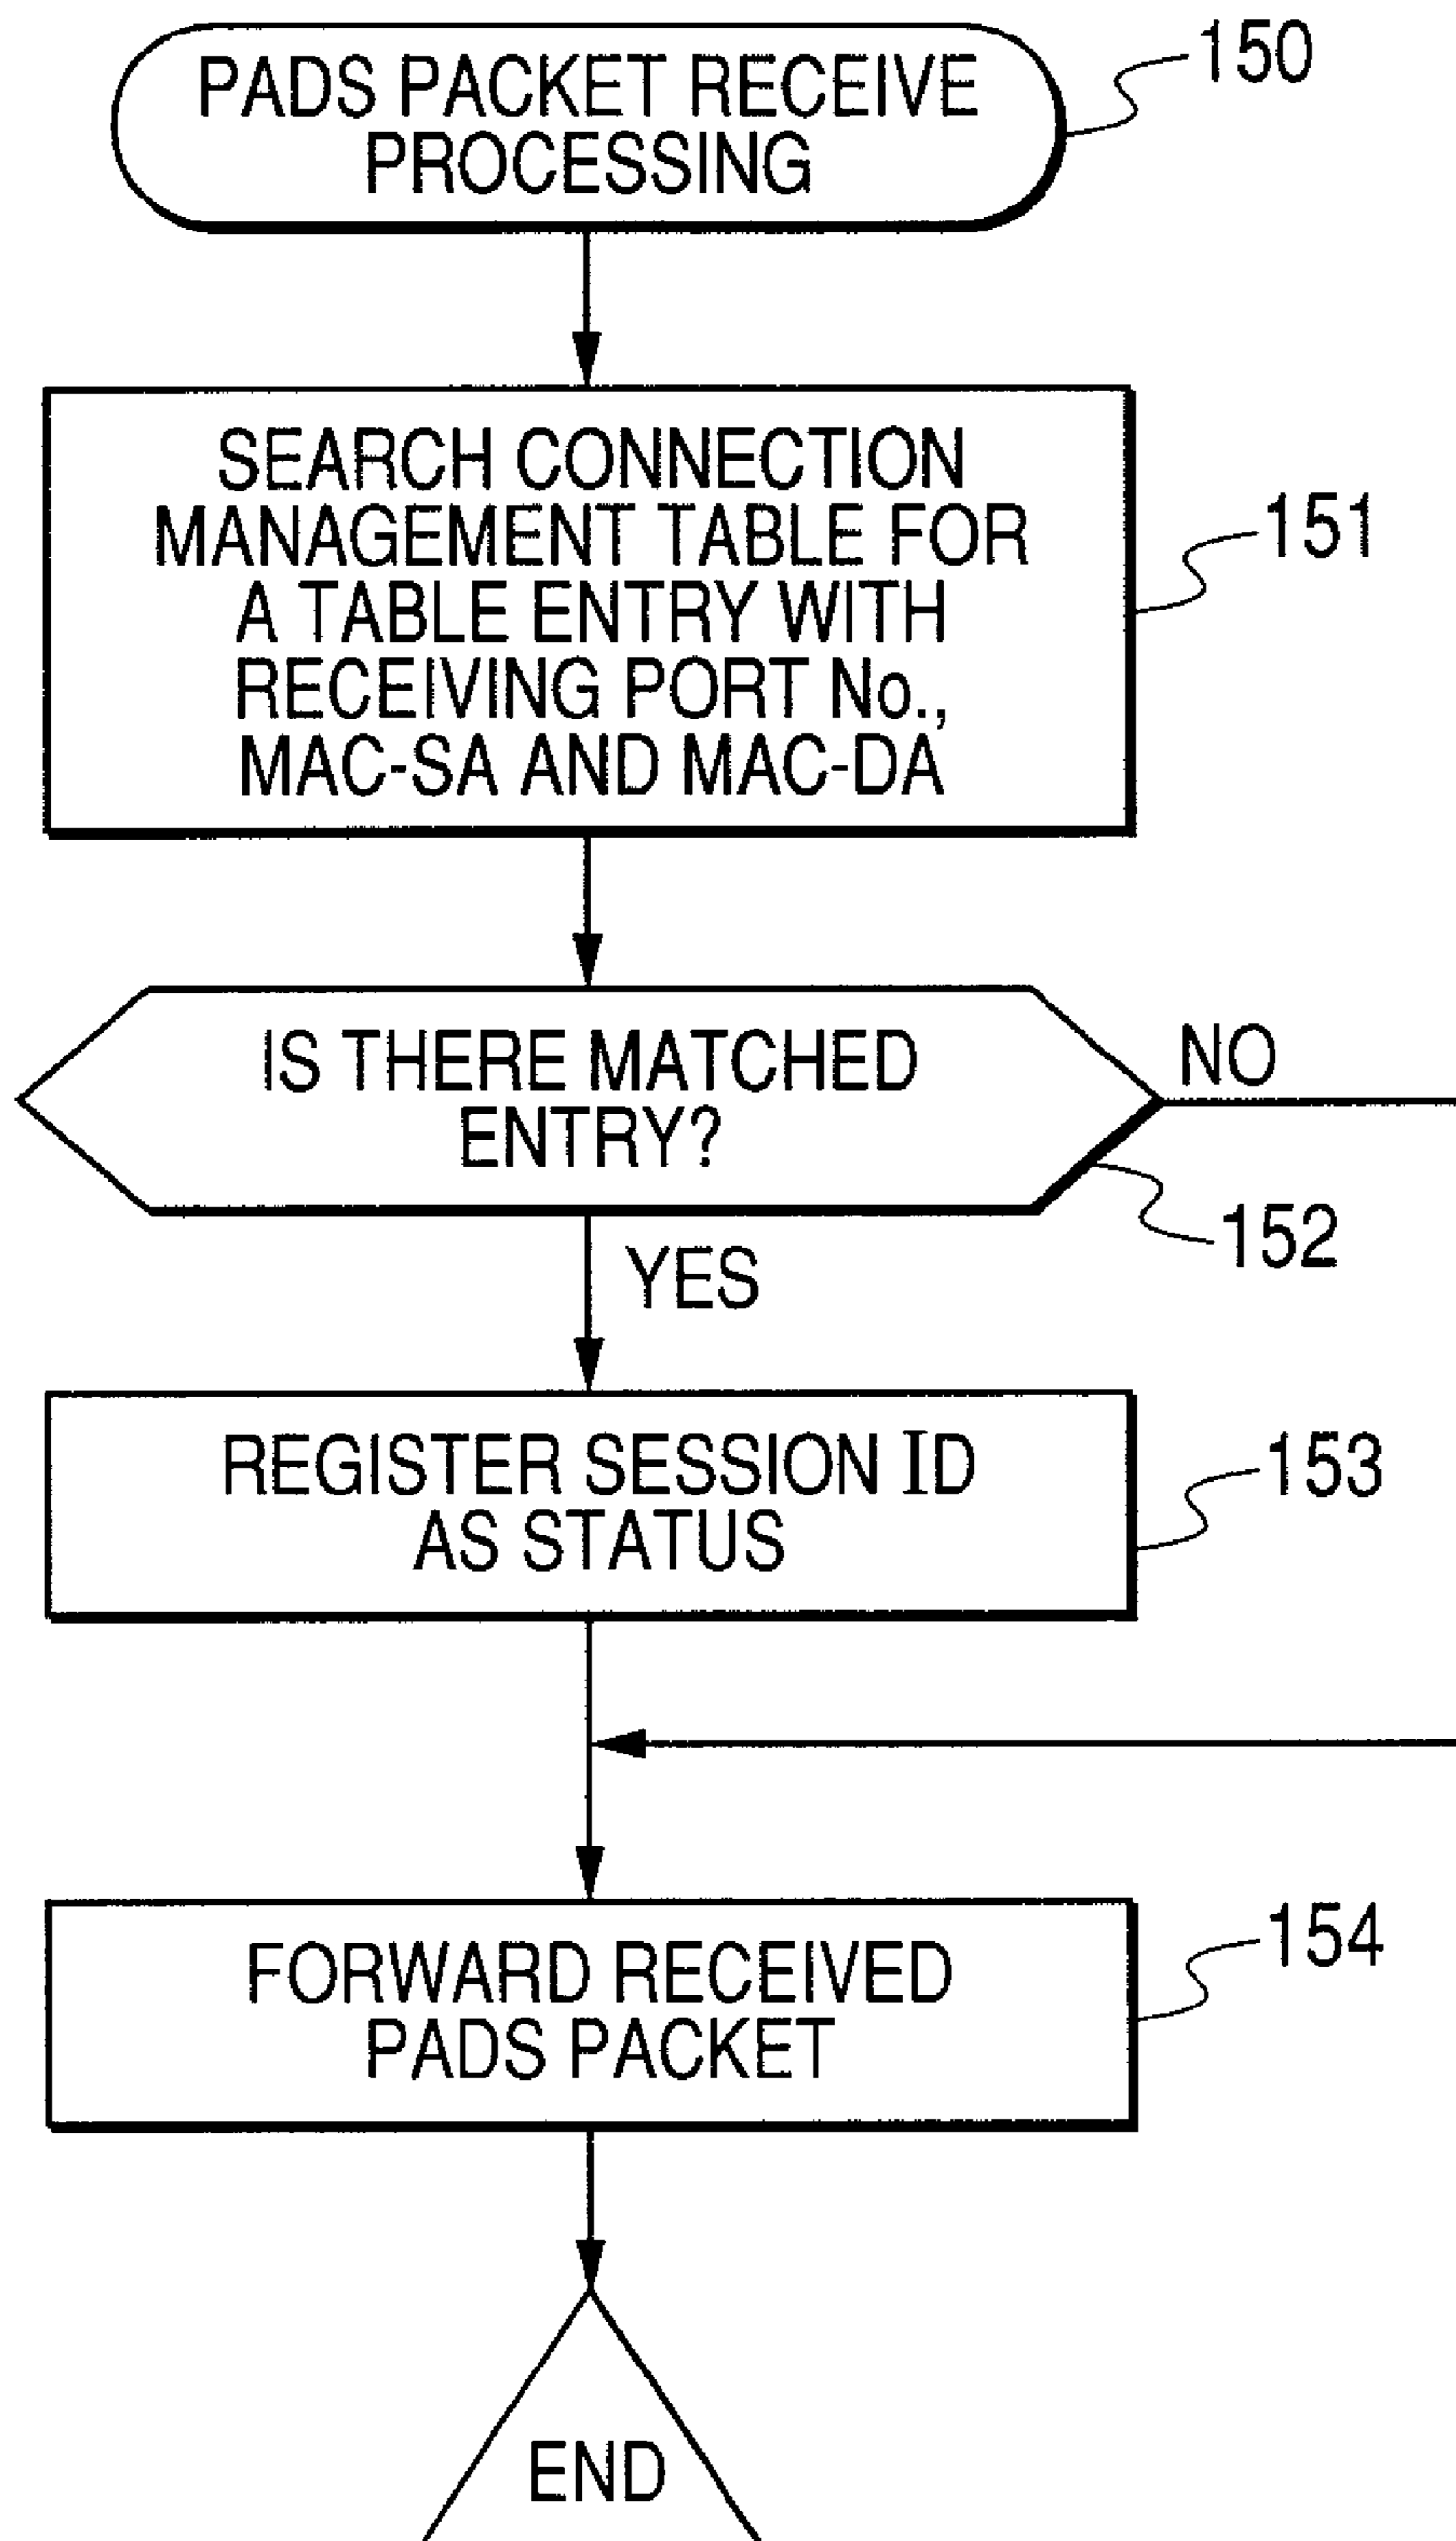 PADS PACKET RECEIVE
PROCESSING
150
SEARCH CONNECTION
MANAGEMENT TABLE FOR
A TABLE ENTRY WITH
RECEIVING PORT No.,
MAC-SA AND MAC-DA
151
IS THERE MATCHED
ENTRY?
NO
152
YES
REGISTER SESSION ID
AS STATUS
153
FORWARD RECEIVED
PADS PACKET
154
END